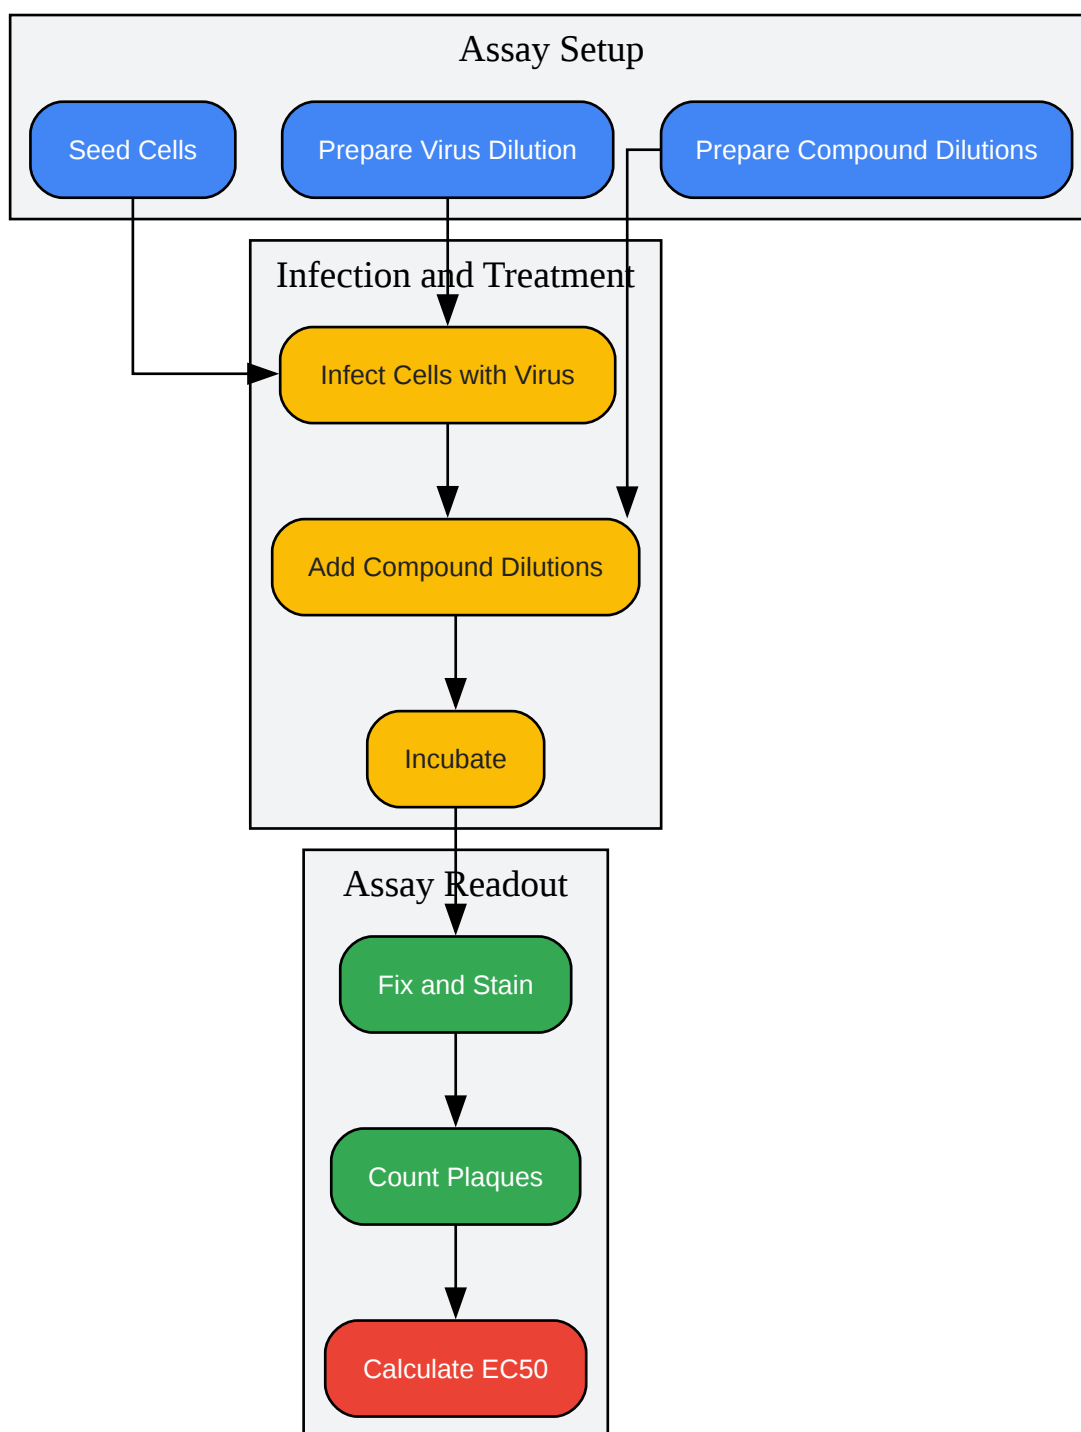 Assay Setup
Seed Cells
Prepare Virus Dilution
Prepare Compound Dilutions
Infection and Treatment
Infect Cells with Virus
Add Compound Dilutions
Incubate
Assay Readout
Fix and Stain
Count Plaques
Calculate EC50